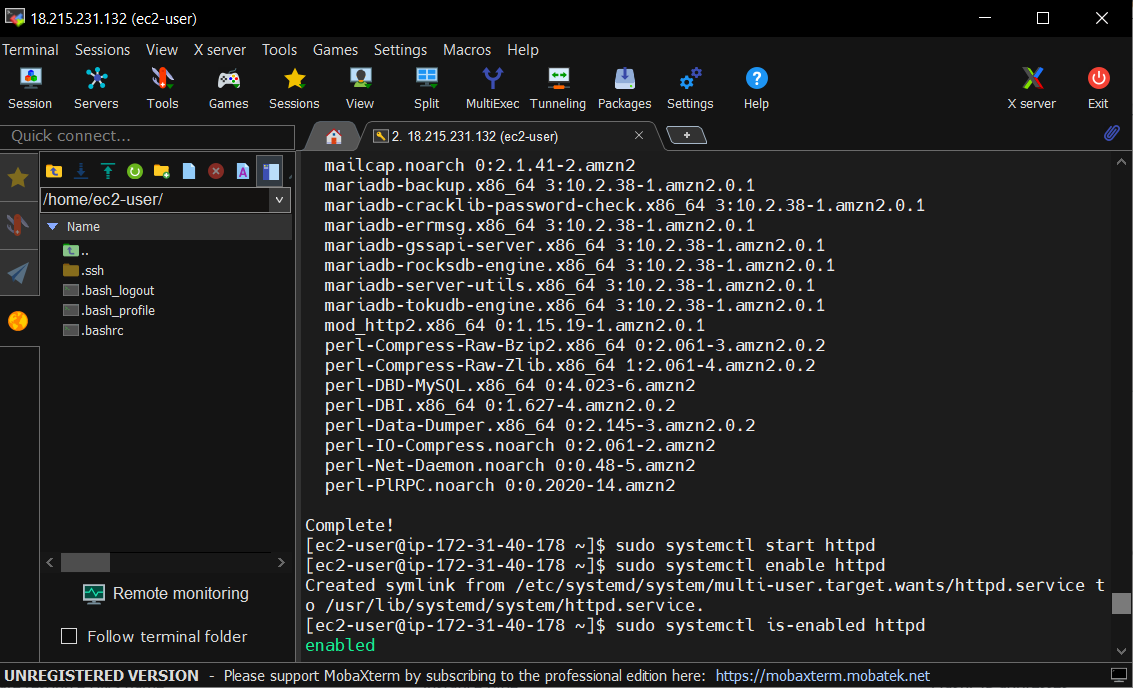 18.215.231.132 (ec2-user)
Terminal Sessions View X server Tools Games Settings Macros Help
Session Servers Tools Games Sessions View Split MultiExec Tunneling Packages Settings Help X server Exit
Quick connect...
2. 18.215.231.132 (ec2-user)
/home/ec2-user/
Name
..
.ssh
.bash_logout
.bash_profile
.bashrc
Remote monitoring
Follow terminal folder
mailcap.noarch 0:2.1.41-2.amzn2
mariadb-backup.x86_64 3:10.2.38-1.amzn2.0.1
mariadb-cracklib-password-check.x86_64 3:10.2.38-1.amzn2.0.1
mariadb-errmsg.x86_64 3:10.2.38-1.amzn2.0.1
mariadb-gssapi-server.x86_64 3:10.2.38-1.amzn2.0.1
mariadb-rocksdb-engine.x86_64 3:10.2.38-1.amzn2.0.1
mariadb-server-utils.x86_64 3:10.2.38-1.amzn2.0.1
mariadb-tokudb-engine.x86_64 3:10.2.38-1.amzn2.0.1
mod_http2.x86_64 0:1.15.19-1.amzn2.0.1
perl-Compress-Raw-Bzip2.x86_64 0:2.061-3.amzn2.0.2
perl-Compress-Raw-Zlib.x86_64 1:2.061-4.amzn2.0.2
perl-DBD-MySQL.x86_64 0:4.023-6.amzn2
perl-DBI.x86_64 0:1.627-4.amzn2.0.2
perl-Data-Dumper.x86_64 0:2.145-3.amzn2.0.2
perl-IO-Compress.noarch 0:2.061-2.amzn2
perl-Net-Daemon.noarch 0:0.48-5.amzn2
perl-PlRPC.noarch 0:0.2020-14.amzn2
Complete!
[ec2-user@ip-172-31-40-178 ~]$ sudo systemctl start httpd
[ec2-user@ip-172-31-40-178 ~]$ sudo systemctl enable httpd
Created symlink from /etc/systemd/system/multi-user.target.wants/httpd.service t
o /usr/lib/systemd/system/httpd.service.
[ec2-user@ip-172-31-40-178 ~]$ sudo systemctl is-enabled httpd
enabled
UNREGISTERED VERSION - Please support MobaXterm by subscribing to the professional edition here: https://mobaxterm.mobatek.net